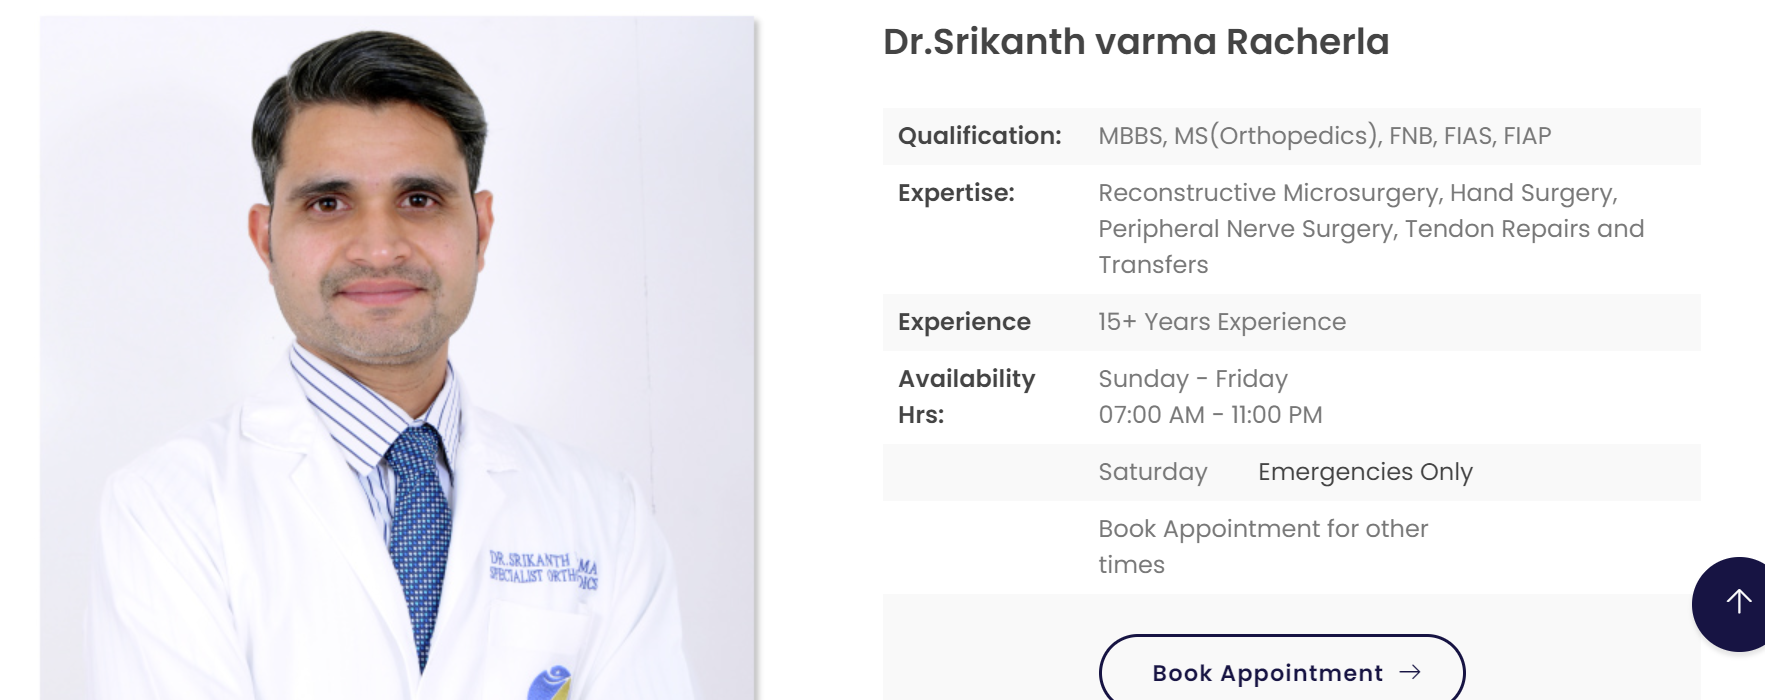 Dr.Srikanth varma Racherla
Qualification: MBBS, MS(Orthopedics), FNB, FIAS, FIAP
Expertise: Reconstructive Microsurgery, Hand Surgery,
Peripheral Nerve Surgery, Tendon Repairs and
Transfers
Experience 15+ Years Experience
Availability Sunday - Friday
Hrs: 07:00 AM - 11:00 PM
Saturday Emergencies Only
Book Appointment for other
times
Book Appointment →
DR.SRIKANTH MA
SPECIALIST ORTH DICS